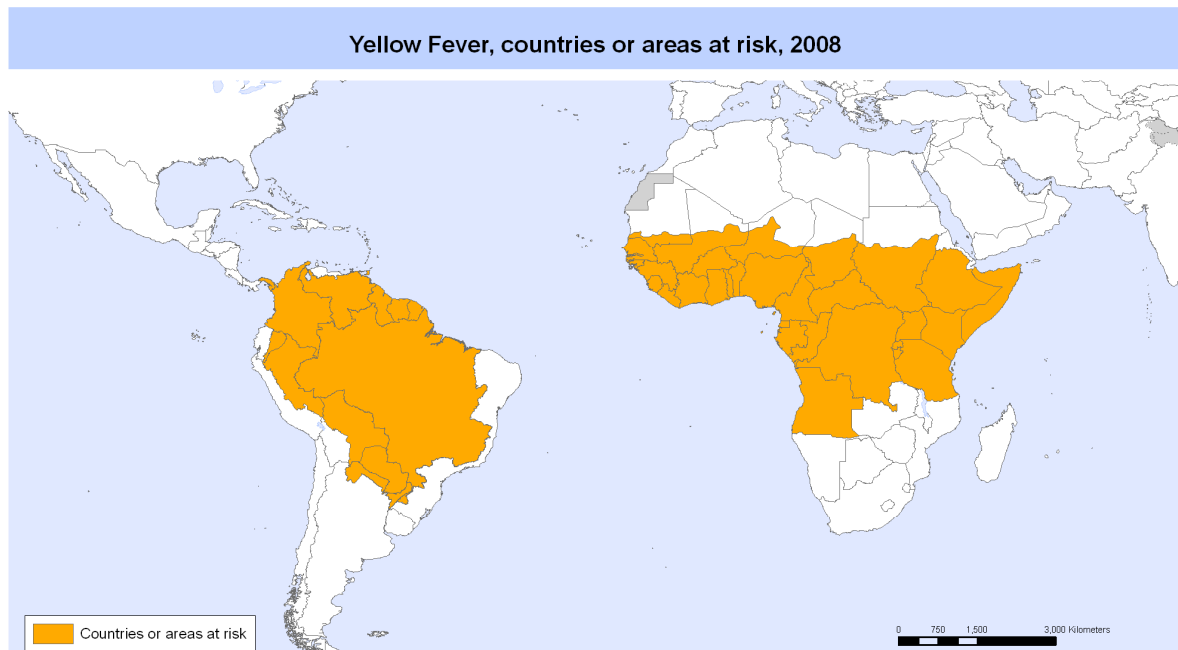 Yellow Fever, countries or areas at risk, 2008
Countries or areas at risk
0 750 1,500 3,000 Kilometers